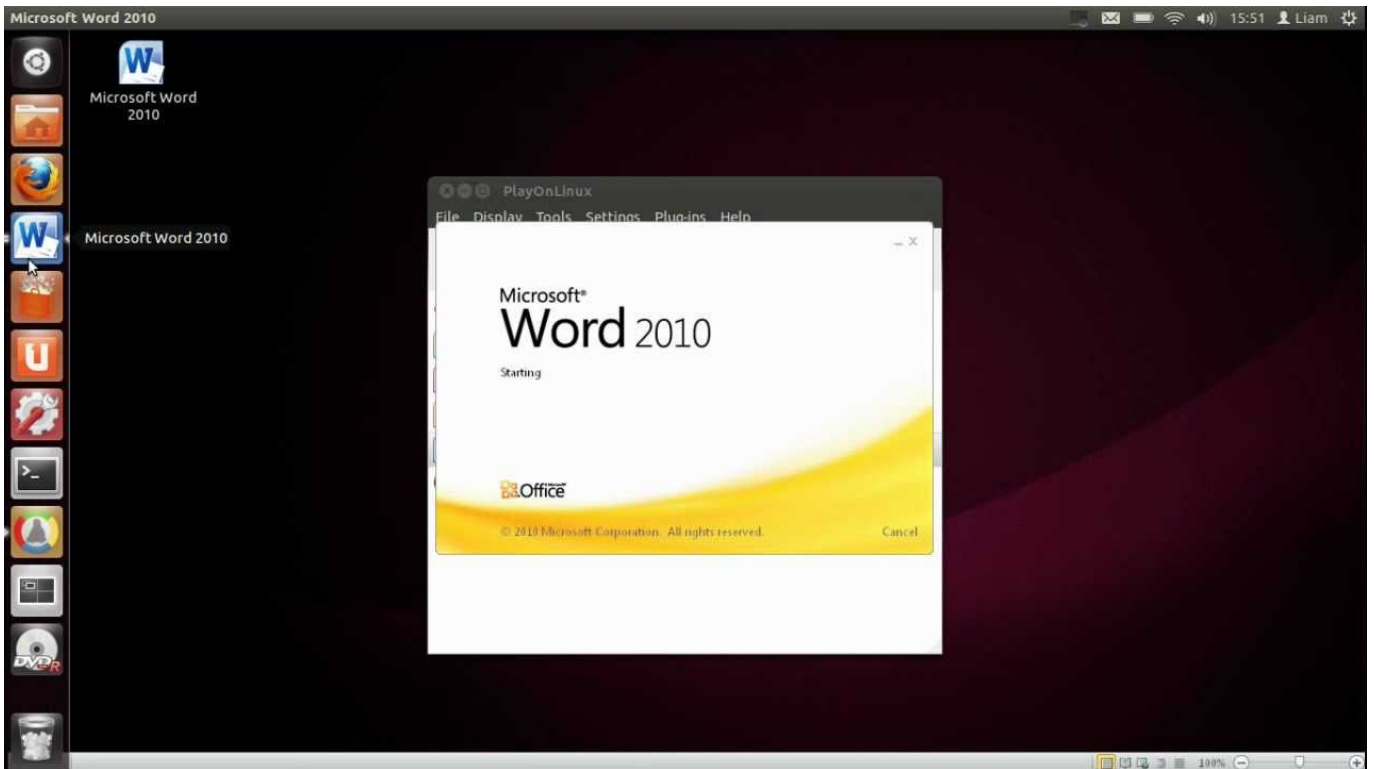 Microsoft Word 2010
15:51 Liam
Microsoft Word
2010
Microsoft Word 2010
PlayOnLinux
File Display Tools Settings Plug-ins Help
Microsoft®
Word 2010
Starting
Office
© 2010 Microsoft Corporation. All rights reserved.
Cancel
DVD-R
100%